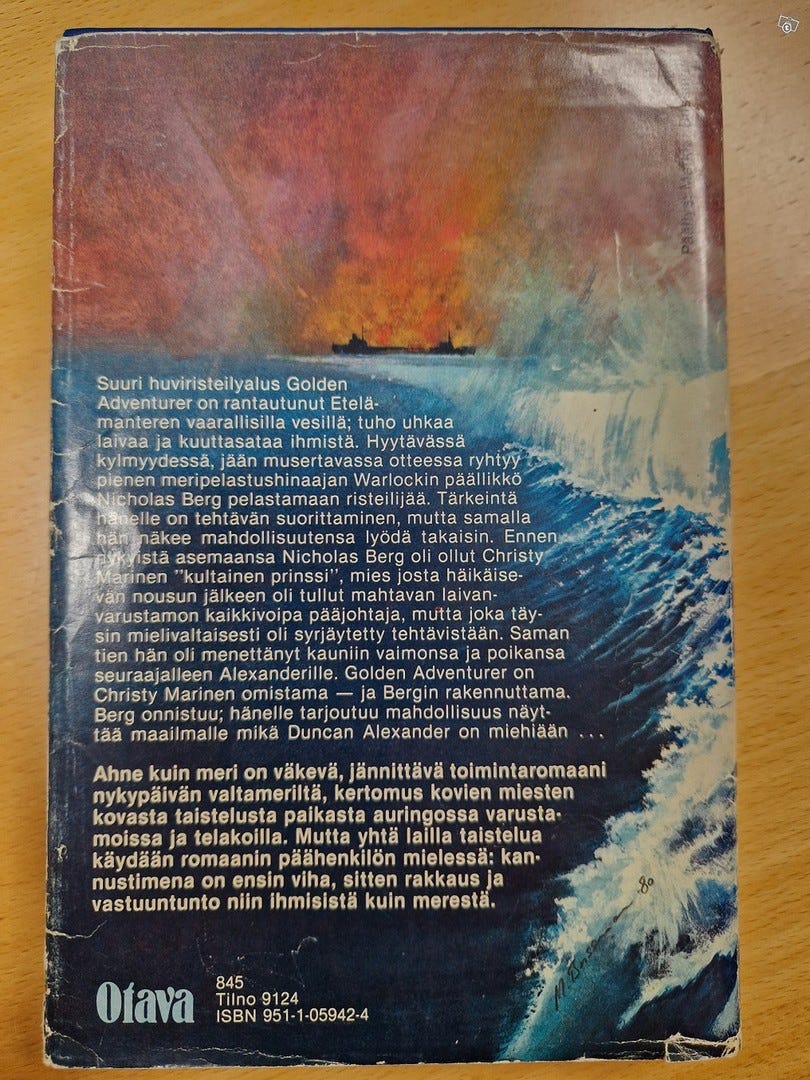 Suuri huviristeilyalus Golden
Adventurer on rantautunut Etelä-
manteren vaarallisilla vesillä; tuho uhkaa
laivaa ja kuuttasataa ihmistä. Hyytävässä
kylmyydessä, jään musertavassa otteessa ryhtyy
pienen meripelastushinaajan Warlockin päällikkö
Nicholas Berg pelastamaan risteilijää. Tärkeintä
hänelle on tehtävän suorittaminen, mutta samalla
hän näkee mahdollisuutensa lyödä takaisin. Ennen
nykyistä asemaansa Nicholas Berg oli ollut Christy
Marinen "kultainen prinssi", mies josta häikäise-
vän nousun jälkeen oli tullut mahtavan laivan-
varustamon kaikkivoipa pääjohtaja, mutta joka täy-
sin mielivaltaisesti oli syrjäytetty tehtävistään. Saman
tien hän oli menettänyt kauniin vaimonsa ja poikansa
seuraajalleen Alexanderille. Golden Adventurer on
Christy Marinen omistama — ja Bergin rakennuttama.
Berg onnistuu; hänelle tarjoutuu mahdollisuus näyt-
tää maailmalle mikä Duncan Alexander on miehiään ...
Ahne kuin meri on väkevä, jännittävä toimintaromaani
nykypäivän valtameriltä, kertomus kovien miesten
kovasta taistelusta paikasta auringossa varusta-
moissa ja telakoilla. Mutta yhtä lailla taistelua
käydään romaanin päähenkilön mielessä: kan-
nustimena on ensin viha, sitten rakkaus ja
vastuuntunto niin ihmisistä kuin merestä.
80
Otava
845
Tilno 9124
ISBN 951-1-05942-4